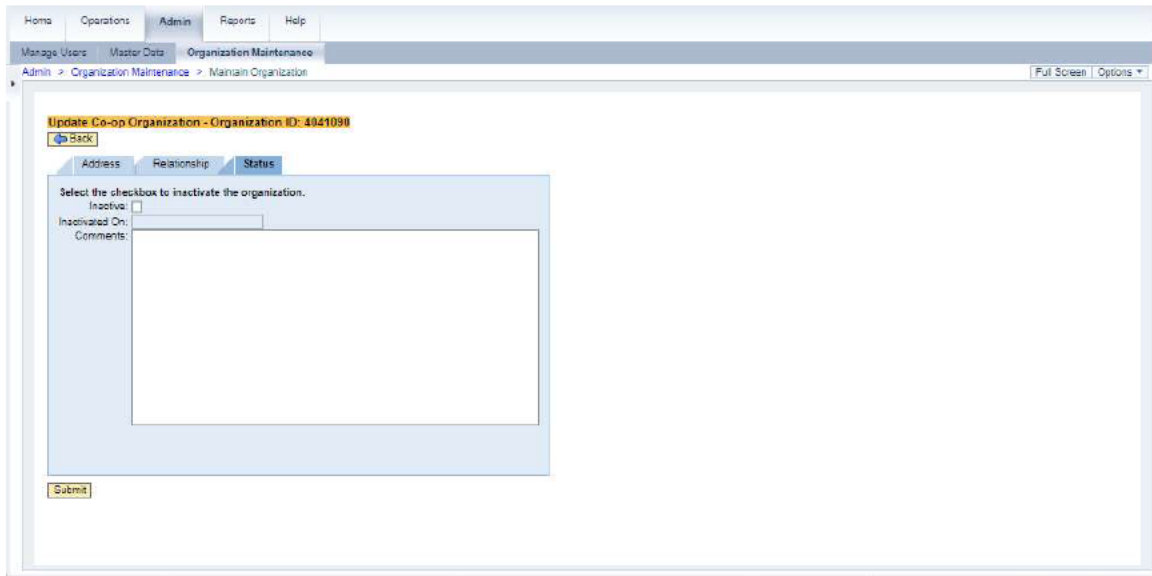 Home Operations Admin Reports Help
Manage Users Master Data Organization Maintenance
Admin > Organization Maintenance > Maintain Organization Full Screen Options
Update Co-op Organization - Organization ID: 4041090
Back
Address Relationship Status
Select the checkbox to inactivate the organization.
Inactive:
Inactivated On:
Comments:
Submit